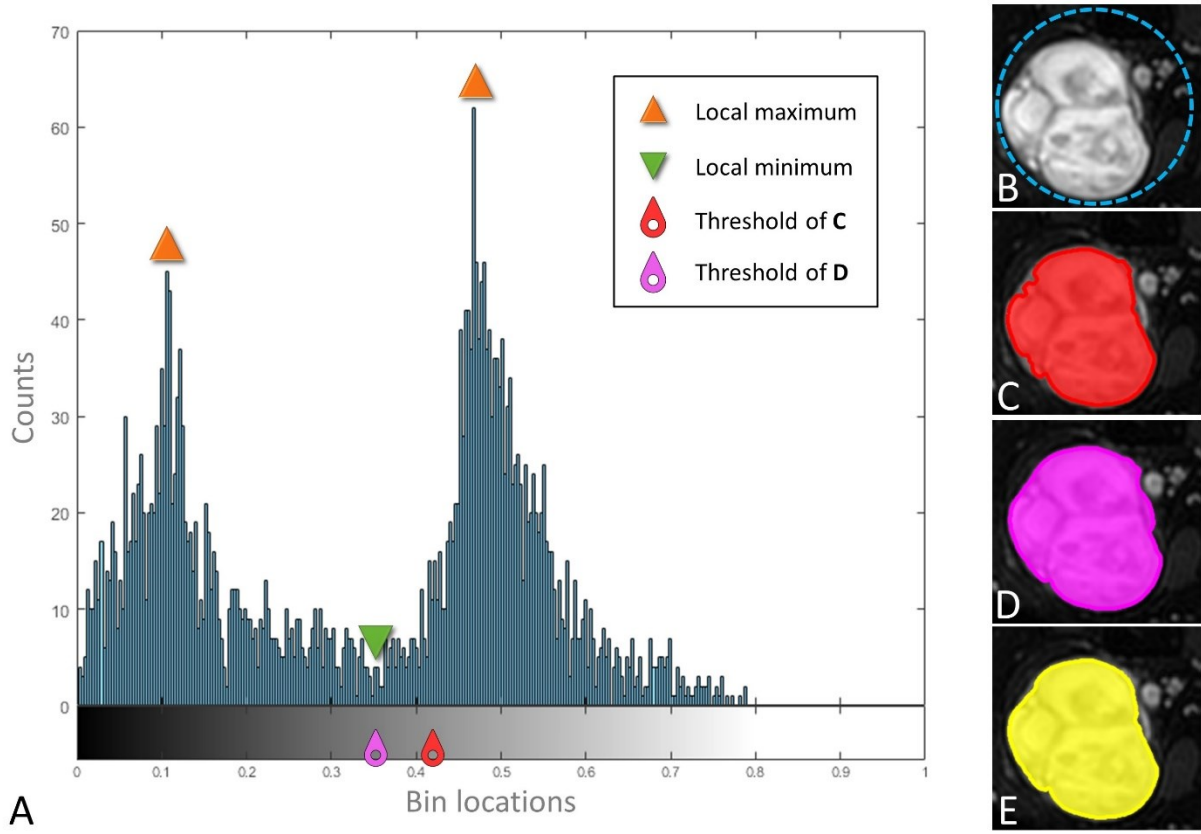 70
60
50
40
30
20
10
0
Counts
Local maximum
Local minimum
Threshold of C
Threshold of D
0 0.1 0.2 0.3 0.4 0.5 0.6 0.7 0.8 0.9 1
Bin locations
A
B
C
D
E